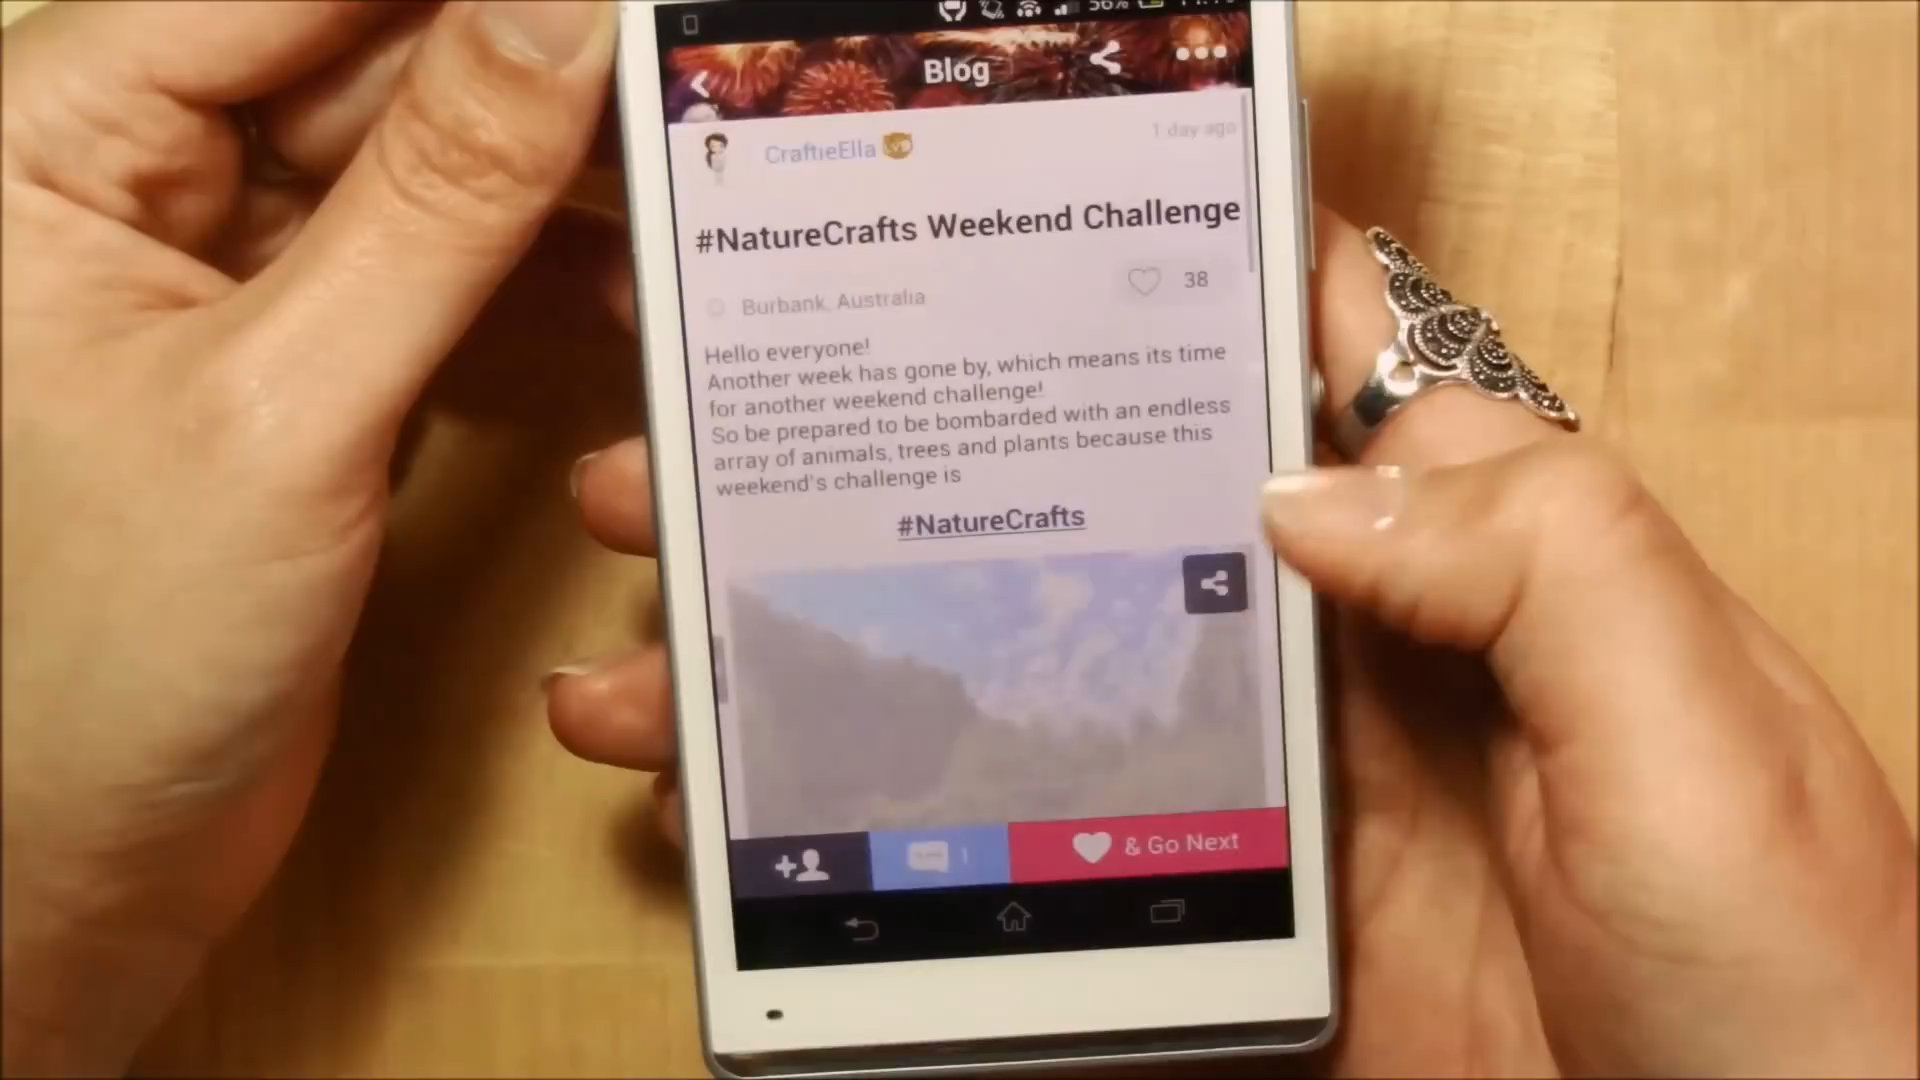 56%
Blog
CraftieElla
1 day ago
#NatureCrafts Weekend Challenge
Burbank, Australia
38
Hello everyone!
Another week has gone by, which means its time
for another weekend challenge!
So be prepared to be bombarded with an endless
array of animals, trees and plants because this
weekend's challenge is
#NatureCrafts
1
& Go Next